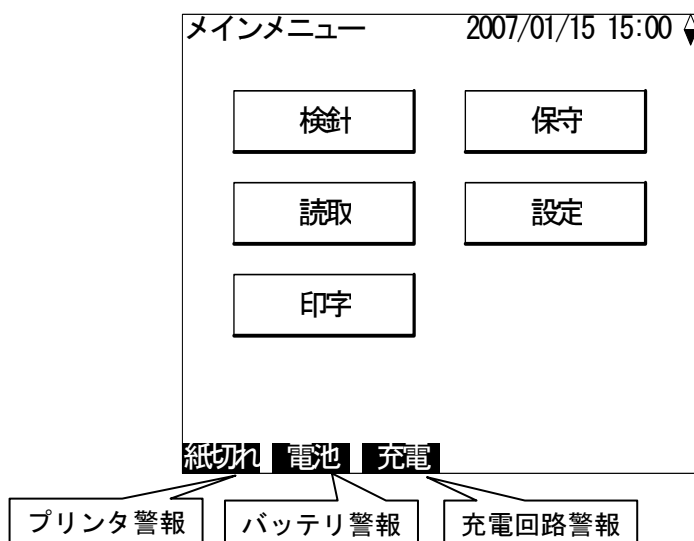 メインメニュー 2007/01/15 15:00
検針 保守
読取 設定
印字
紙切れ 電池 充電
プリンタ警報 バッテリ警報 充電回路警報